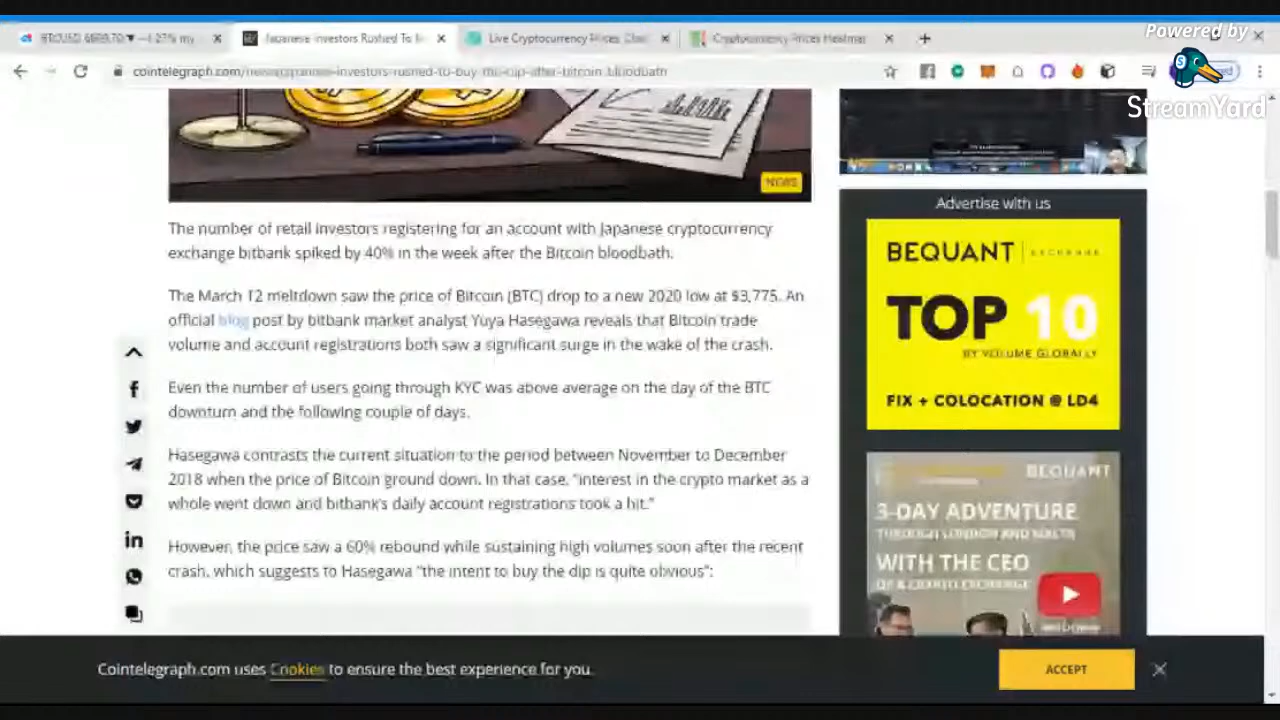 Powered by
StreamYard
BTCUSD 6669.70 ▼ −1.27%
Japanese Investors Rushed To
Live Cryptocurrency Prices,
Cryptocurrency Prices Heatmap
cointelegraph.com/news/japanese-investors-rushed-to-buy-the-dip-after-bitcoin-bloodbath
NEWS
The number of retail investors registering for an account with Japanese cryptocurrency
exchange bitbank spiked by 40% in the week after the Bitcoin bloodbath.
The March 12 meltdown saw the price of Bitcoin (BTC) drop to a new 2020 low at $3,775. An
official blog post by bitbank market analyst Yuya Hasegawa reveals that Bitcoin trade
volume and account registrations both saw a significant surge in the wake of the crash.
Even the number of users going through KYC was above average on the day of the BTC
downturn and the following couple of days.
Hasegawa contrasts the current situation to the period between November to December
2018 when the price of Bitcoin ground down. In that case, "interest in the crypto market as a
whole went down and bitbank's daily account registrations took a hit."
However, the price saw a 60% rebound while sustaining high volumes soon after the recent
crash, which suggests to Hasegawa "the intent to buy the dip is quite obvious":
Advertise with us
BEQUANT | EXCHANGE
TOP 10
BY VOLUME GLOBALLY
FIX + COLOCATION @ LD4
BEQUANT
3-DAY ADVENTURE
THROUGH LONDON AND MALTA
WITH THE CEO
OF A CRYPTO EXCHANGE
Cointelegraph.com uses Cookies to ensure the best experience for you.
ACCEPT